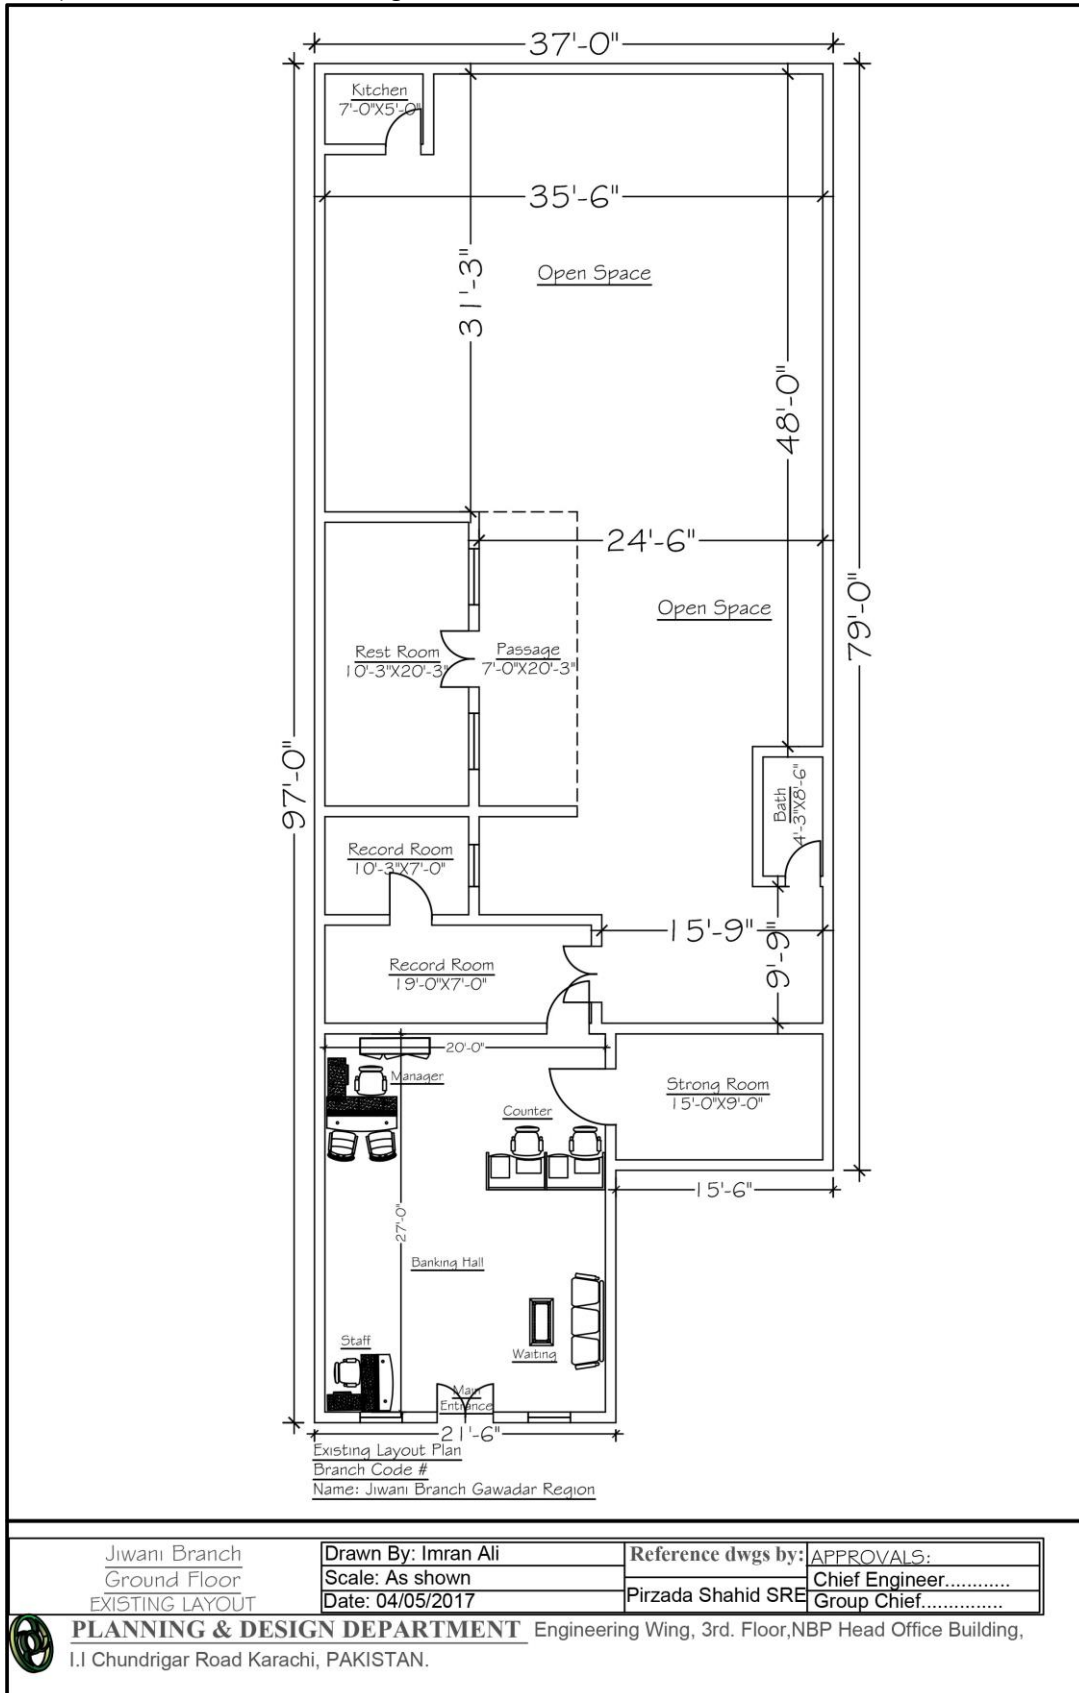 37'-0"
Kitchen
7'-0"X5'-0"
35'-6"
31'-3"
Open Space
48'-0"
24'-6"
Open Space
79'-0"
Rest Room
10'-3"X20'-3"
Passage
7'-0"X20'-3"
97'-0"
Bath
4'-3"X8'-6"
Record Room
10'-3"X7'-0"
15'-9"
9'-9"
Record Room
19'-0"X7'-0"
20'-0"
Manager
Strong Room
15'-0"X9'-0"
Counter
15'-6"
27'-0"
Banking Hall
Staff
Waiting
Main
Entrance
21'-6"
Existing Layout Plan
Branch Code #
Name: Jiwani Branch Gawadar Region
Jiwani Branch
Ground Floor
EXISTING LAYOUT
Drawn By: Imran Ali
Scale: As shown
Date: 04/05/2017
Reference dwgs by:
Pirzada Shahid SRE
APPROVALS:
Chief Engineer............
Group Chief...............
PLANNING & DESIGN DEPARTMENT Engineering Wing, 3rd. Floor,NBP Head Office Building,
I.I Chundrigar Road Karachi, PAKISTAN.